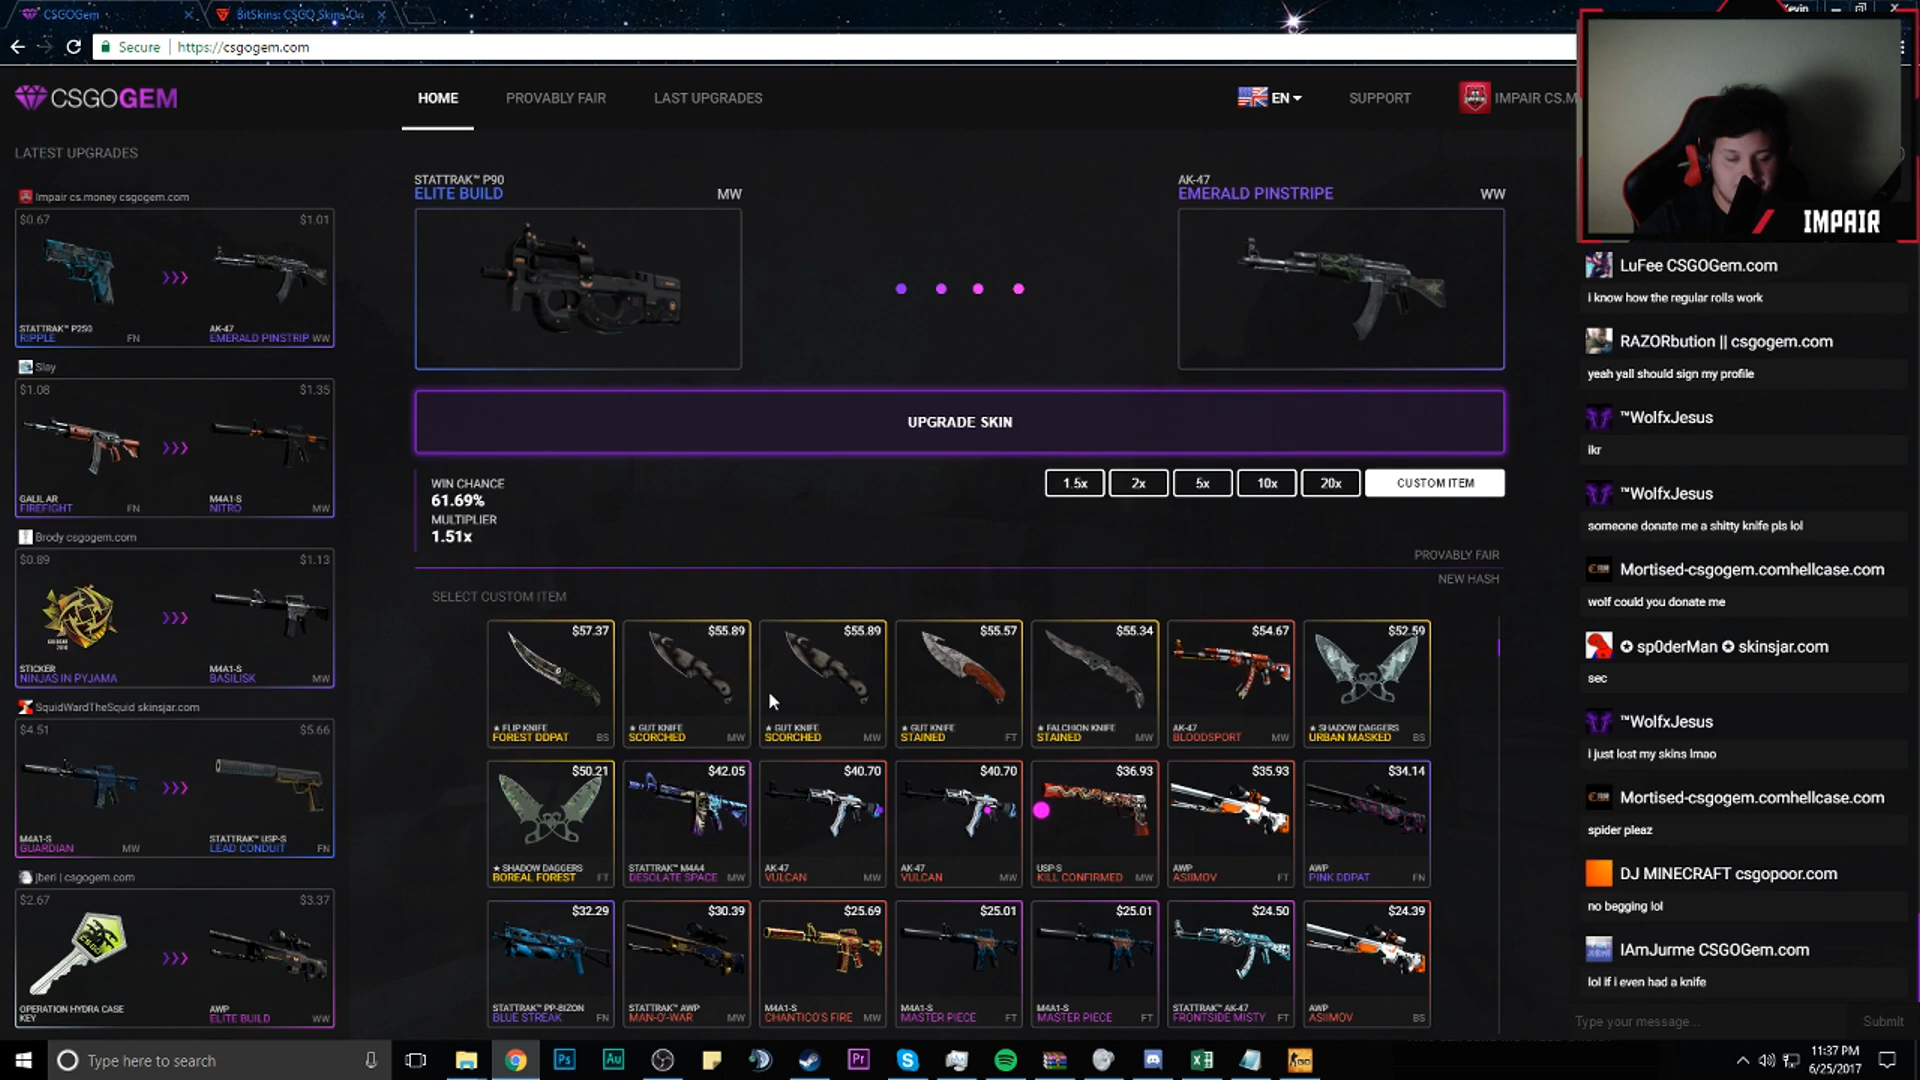 CSGOGem
BitSkins: CSGO Skins On
Kevin
Secure
https://csgogem.com
CSGOGEM
HOME
PROVABLY FAIR
LAST UPGRADES
EN
SUPPORT
IMPAIR CS.M
IMPAIR
LATEST UPGRADES
Impair cs.money csgogem.com
$0.67
$1.01
STATTRAK™ P250
RIPPLE
FN
AK-47
EMERALD PINSTRIP
WW
Slay
$1.08
$1.35
GALIL AR
FIREFIGHT
FN
M4A1-S
NITRO
MW
Brody csgogem.com
$0.89
$1.13
STICKER
NINJAS IN PYJAMA
M4A1-S
BASILISK
MW
SquidWardTheSquid skinsjar.com
$4.51
$5.66
M4A1-S
GUARDIAN
MW
STATTRAK™ USP-S
LEAD CONDUIT
FN
jberi | csgogem.com
$2.67
$3.37
OPERATION HYDRA CASE
KEY
AWP
ELITE BUILD
WW
STATTRAK™ P90
ELITE BUILD
MW
AK-47
EMERALD PINSTRIPE
WW
UPGRADE SKIN
WIN CHANCE
61.69%
MULTIPLIER
1.51x
1.5x
2x
5x
10x
20x
CUSTOM ITEM
PROVABLY FAIR
NEW HASH
SELECT CUSTOM ITEM
$57.37
★ FLIP KNIFE
FOREST DDPAT
BS
$55.89
★ GUT KNIFE
SCORCHED
MW
$55.89
★ GUT KNIFE
SCORCHED
MW
$55.57
★ GUT KNIFE
STAINED
FT
$55.34
★ FALCHION KNIFE
STAINED
MW
$54.67
AK-47
BLOODSPORT
MW
$52.59
★ SHADOW DAGGERS
URBAN MASKED
BS
$50.21
★ SHADOW DAGGERS
BOREAL FOREST
FT
$42.05
STATTRAK™ M4A4
DESOLATE SPACE
MW
$40.70
AK-47
VULCAN
MW
$40.70
AK-47
VULCAN
MW
$36.93
USP-S
KILL CONFIRMED
MW
$35.93
AWP
ASIIMOV
FT
$34.14
AWP
PINK DDPAT
FN
$32.29
STATTRAK™ PP-BIZON
BLUE STREAK
FN
$30.39
STATTRAK™ AWP
MAN-O'-WAR
MW
$25.69
M4A1-S
CHANTICO'S FIRE
MW
$25.01
M4A1-S
MASTER PIECE
FT
$25.01
M4A1-S
MASTER PIECE
FT
$24.50
STATTRAK™ AK-47
FRONTSIDE MISTY
FT
$24.39
AWP
ASIIMOV
BS
LuFee CSGOGem.com
i know how the regular rolls work
RAZORbution || csgogem.com
yeah yall should sign my profile
™WolfxJesus
ikr
™WolfxJesus
someone donate me a shitty knife pls lol
Mortised-csgogem.comhellcase.com
wolf could you donate me
✪ sp0derMan ✪ skinsjar.com
sec
™WolfxJesus
i just lost my skins lmao
Mortised-csgogem.comhellcase.com
spider pleaz
DJ MINECRAFT csgopoor.com
no begging lol
IAmJurme CSGOGem.com
lol If i even had a knife
Type your message...
Submit
Type here to search
11:37 PM
6/25/2017